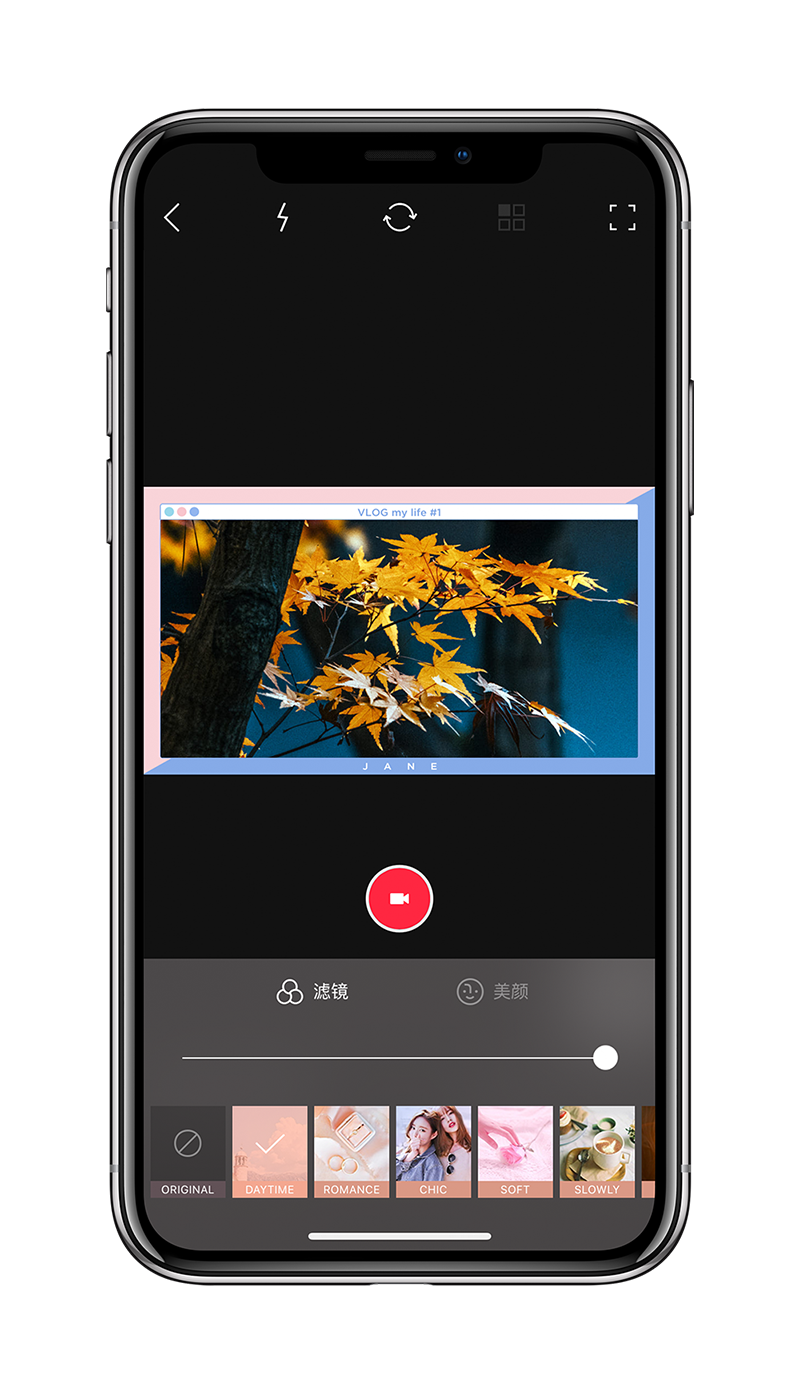 VLOG my life #1
J A N E
滤镜
美颜
ORIGINAL
DAYTIME
ROMANCE
CHIC
SOFT
SLOWLY